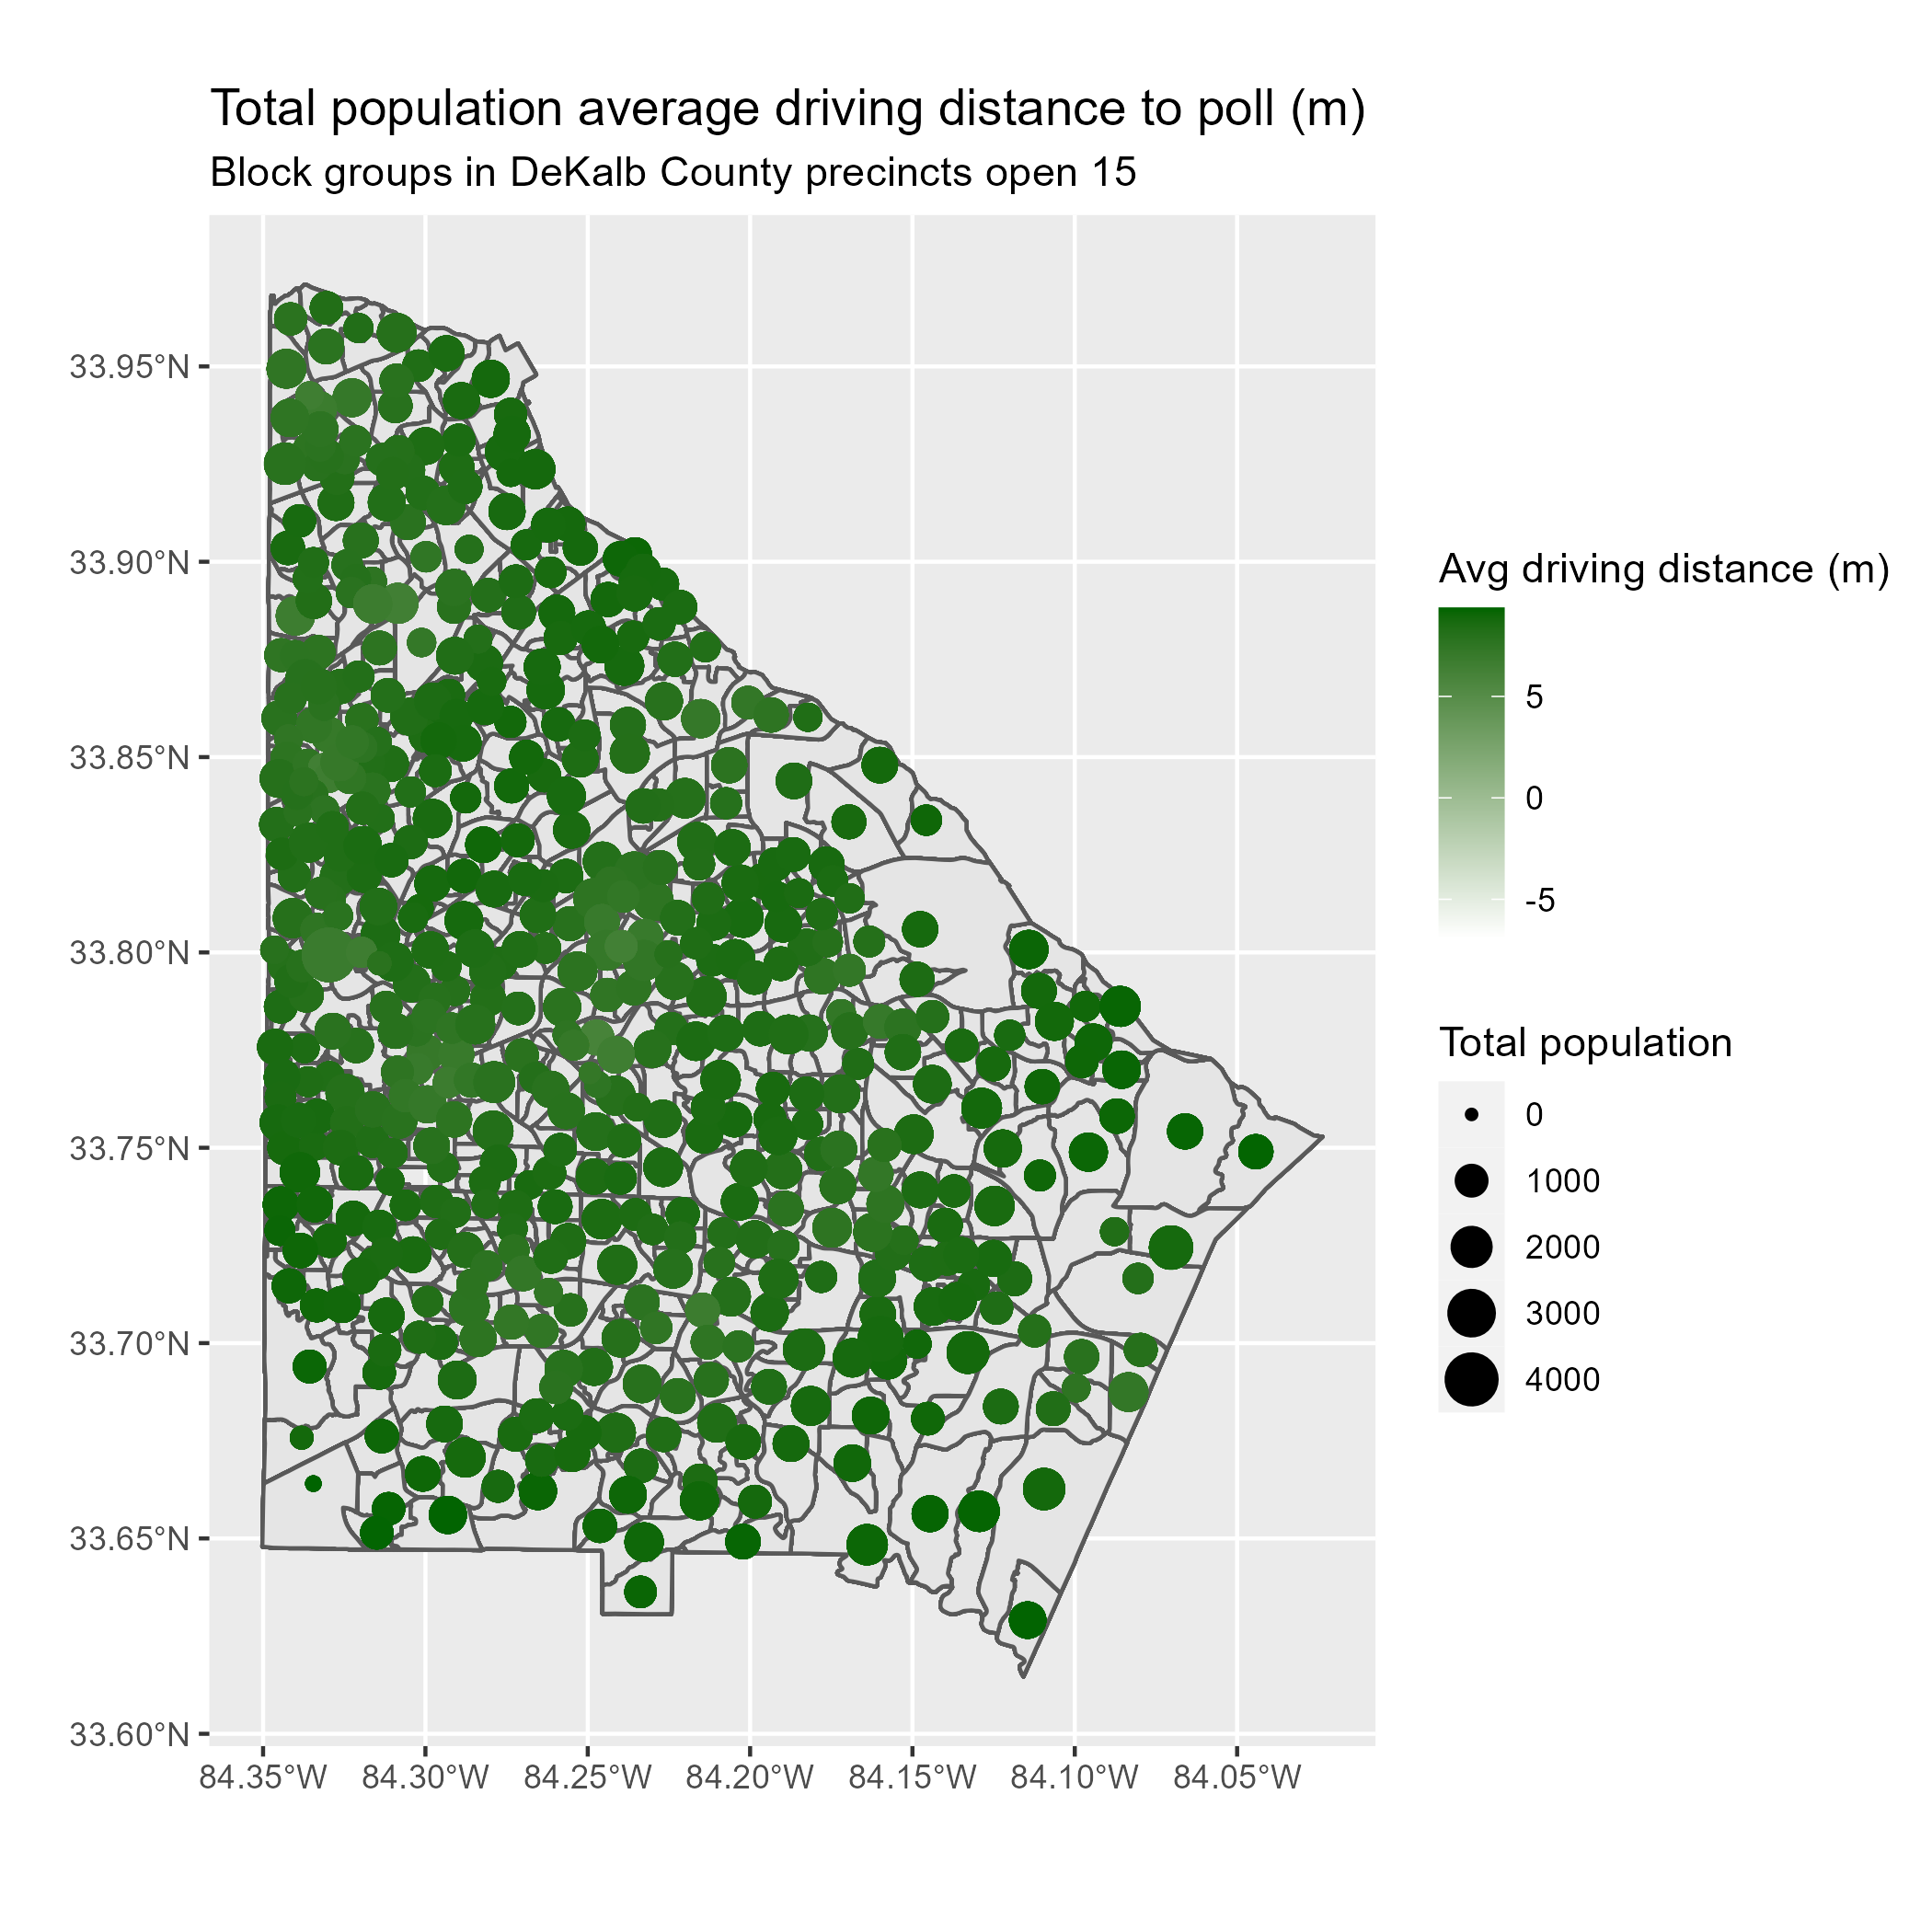 Total population average driving distance to poll (m)
Block groups in DeKalb County precincts open 15
33.95°N
33.90°N
33.85°N
33.80°N
33.75°N
33.70°N
33.65°N
33.60°N
84.35°W
84.30°W
84.25°W
84.20°W
84.15°W
84.10°W
84.05°W
Avg driving distance (m)
5
0
-5
Total population
0
1000
2000
3000
4000